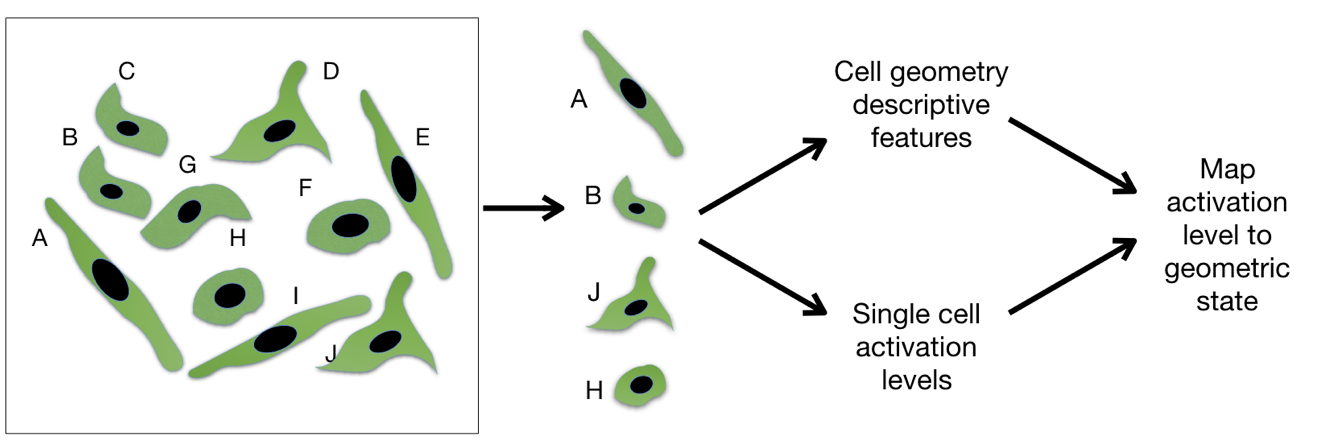 C
D
B
E
G
F
A
H
I
J
A
B
J
H
Cell geometry
descriptive
features
Single cell
activation
levels
Map
activation
level to
geometric
state